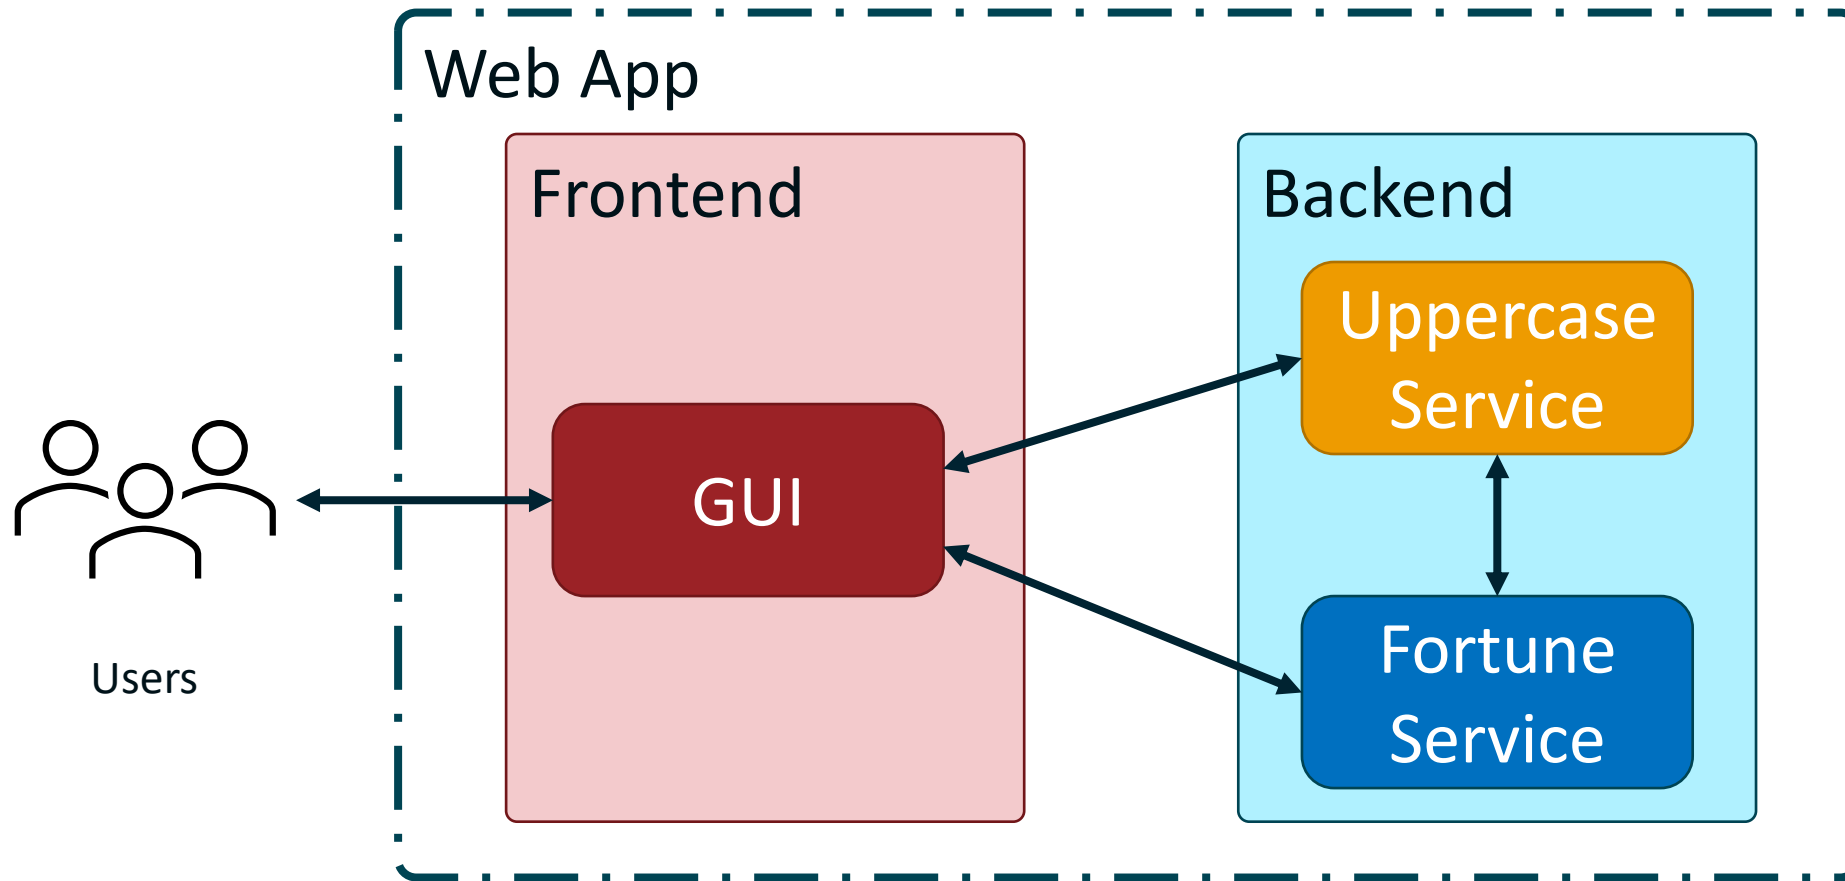 Web App
Frontend
Backend
Uppercase
Service
GUI
Fortune
Service
Users